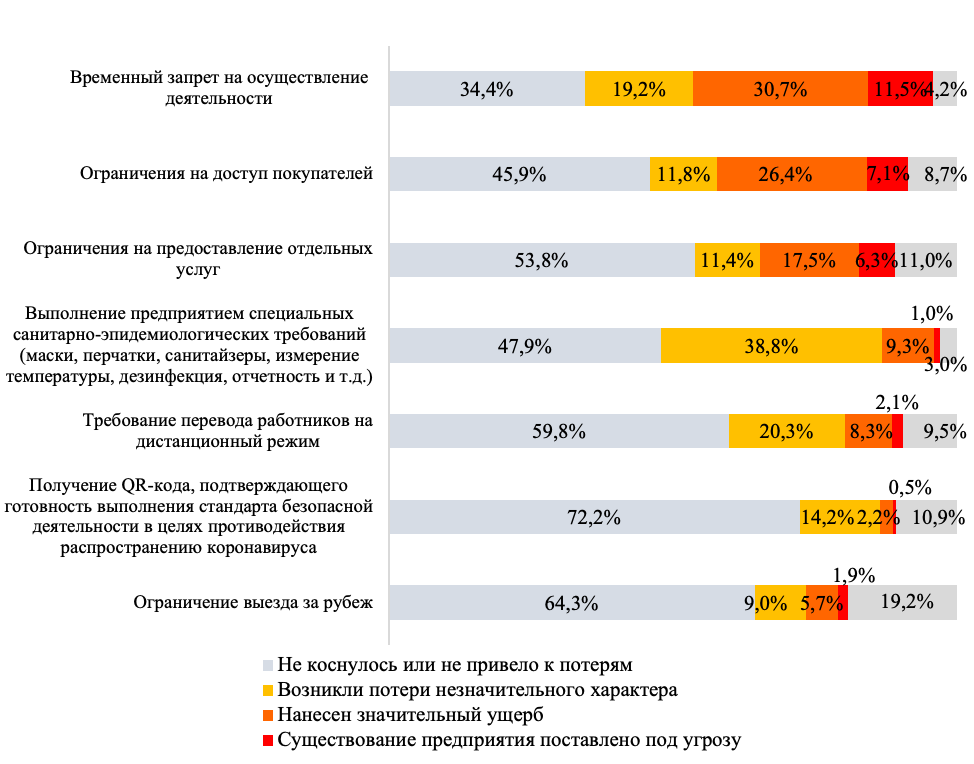 Временный запрет на осуществление
деятельности
34,4%
19,2%
30,7%
11,5%
4,2%
Ограничения на доступ покупателей
45,9%
11,8%
26,4%
7,1%
8,7%
Ограничения на предоставление отдельных
услуг
53,8%
11,4%
17,5%
6,3%
11,0%
Выполнение предприятием специальных
санитарно-эпидемиологических требований
(маски, перчатки, санитайзеры, измерение
температуры, дезинфекция, отчетность и т.д.)
47,9%
38,8%
9,3%
1,0%
3,0%
Требование перевода работников на
дистанционный режим
59,8%
20,3%
8,3%
2,1%
9,5%
Получение QR-кода, подтверждающего
готовность выполнения стандарта безопасной
деятельности в целях противодействия
распространению коронавируса
72,2%
14,2%
2,2%
0,5%
10,9%
Ограничение выезда за рубеж
64,3%
9,0%
5,7%
1,9%
19,2%
Не коснулось или не привело к потерям
Возникли потери незначительного характера
Нанесен значительный ущерб
Существование предприятия поставлено под угрозу